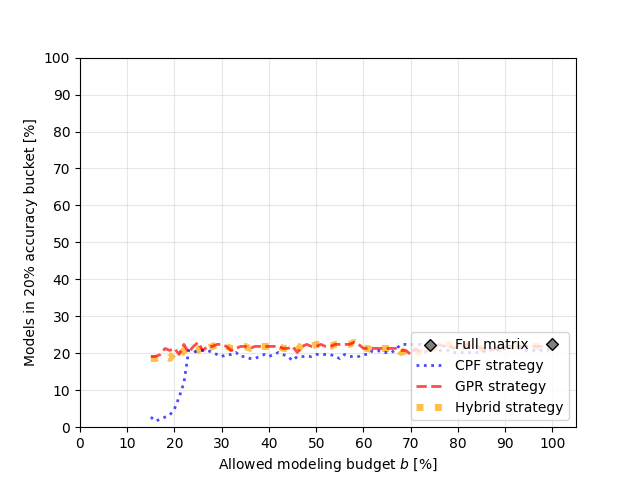 100
90
80
70
60
50
40
30
20
10
0
Models in 20% accuracy bucket [%]
0 10 20 30 40 50 60 70 80 90 100
Allowed modeling budget b [%]
Full matrix
CPF strategy
GPR strategy
Hybrid strategy